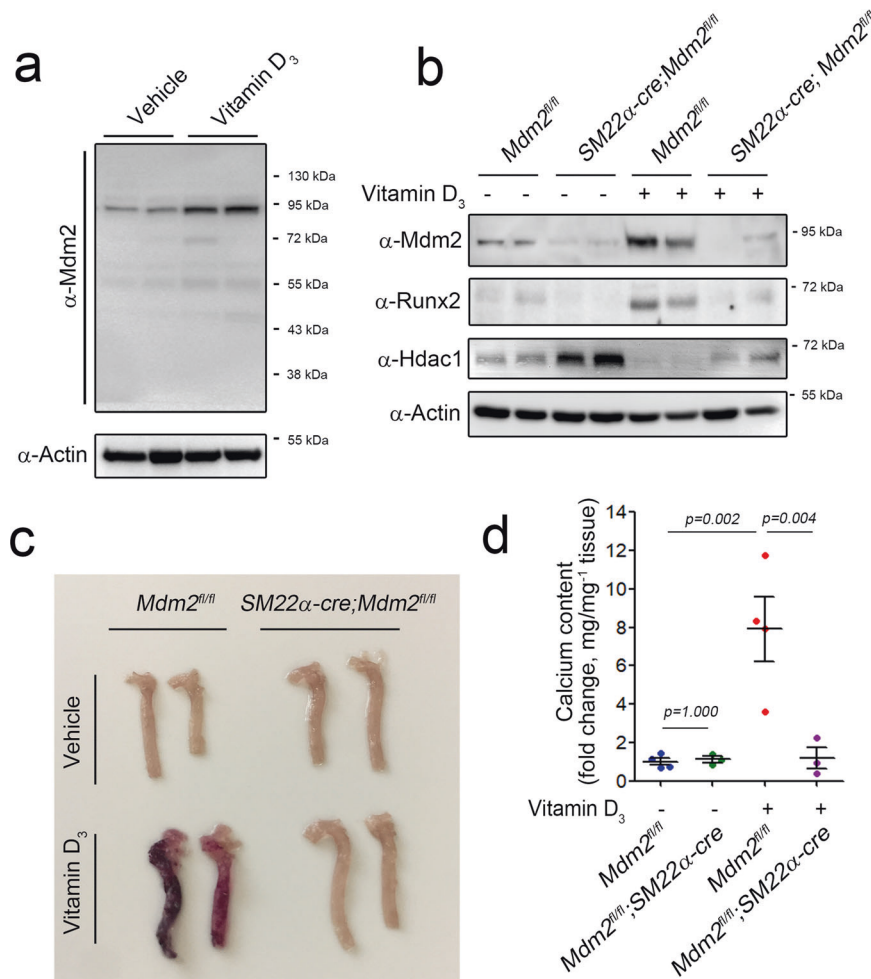 a
Vehicle
Vitamin D3
α-Mdm2
130 kDa
95 kDa
72 kDa
55 kDa
43 kDa
38 kDa
α-Actin
55 kDa
b
Mdm2fl/fl
SM22α-cre;Mdm2fl/fl
Mdm2fl/fl
SM22α-cre; Mdm2fl/fl
Vitamin D3 - - - - + + + +
α-Mdm2
95 kDa
α-Runx2
72 kDa
α-Hdac1
72 kDa
α-Actin
55 kDa
c
Mdm2fl/fl
SM22α-cre;Mdm2fl/fl
Vehicle
Vitamin D3
d
Calcium content
(fold change, mg/mg-1 tissue)
14
12
10
8
6
4
2
0
p=0.002
p=0.004
p=1.000
Vitamin D3 - - + +
Mdm2fl/fl
Mdm2fl/fl;SM22α-cre
Mdm2fl/fl
Mdm2fl/fl;SM22α-cre